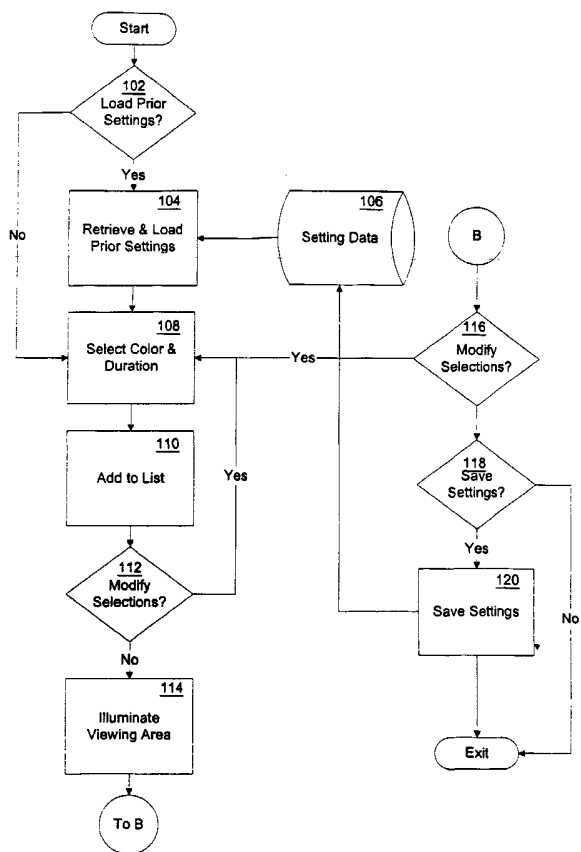 Start
102
Load Prior
Settings?
Yes
No
104
Retrieve & Load
Prior Settings
106
Setting Data
B
108
Select Color &
Duration
Yes
116
Modify
Selections?
110
Add to List
Yes
118
Save
Settings?
Yes
112
Modify
Selections?
No
120
Save Settings
No
114
Illuminate
Viewing Area
Exit
To B